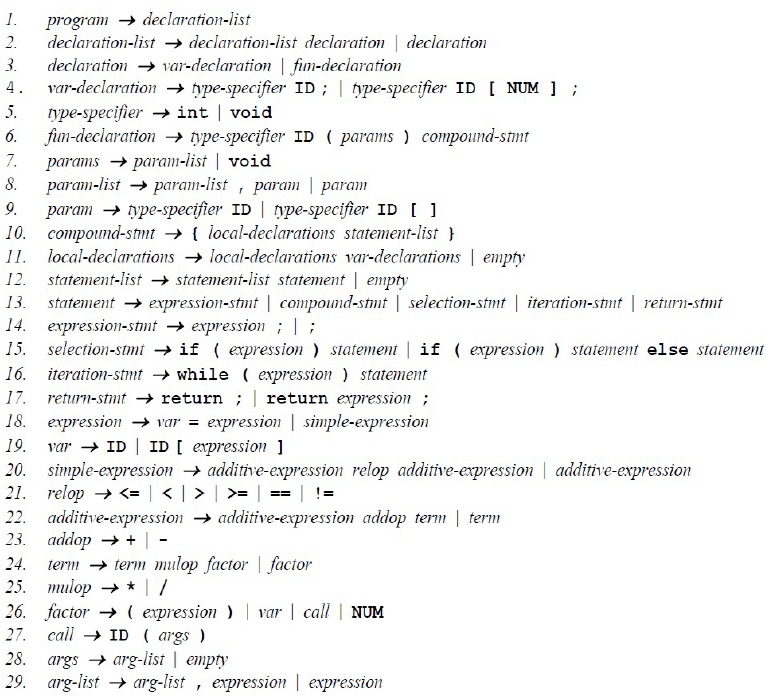 1. program → declaration-list
2. declaration-list → declaration-list declaration | declaration
3. declaration → var-declaration | fun-declaration
4. var-declaration → type-specifier ID ; | type-specifier ID [ NUM ] ;
5. type-specifier → int | void
6. fun-declaration → type-specifier ID ( params ) compound-stmt
7. params → param-list | void
8. param-list → param-list , param | param
9. param → type-specifier ID | type-specifier ID [ ]
10. compound-stmt → { local-declarations statement-list }
11. local-declarations → local-declarations var-declarations | empty
12. statement-list → statement-list statement | empty
13. statement → expression-stmt | compound-stmt | selection-stmt | iteration-stmt | return-stmt
14. expression-stmt → expression ; | ;
15. selection-stmt → if ( expression ) statement | if ( expression ) statement else statement
16. iteration-stmt → while ( expression ) statement
17. return-stmt → return ; | return expression ;
18. expression → var = expression | simple-expression
19. var → ID | ID [ expression ]
20. simple-expression → additive-expression relop additive-expression | additive-expression
21. relop → <= | < | > | >= | == | !=
22. additive-expression → additive-expression addop term | term
23. addop → + | -
24. term → term mulop factor | factor
25. mulop → * | /
26. factor → ( expression ) | var | call | NUM
27. call → ID ( args )
28. args → arg-list | empty
29. arg-list → arg-list , expression | expression